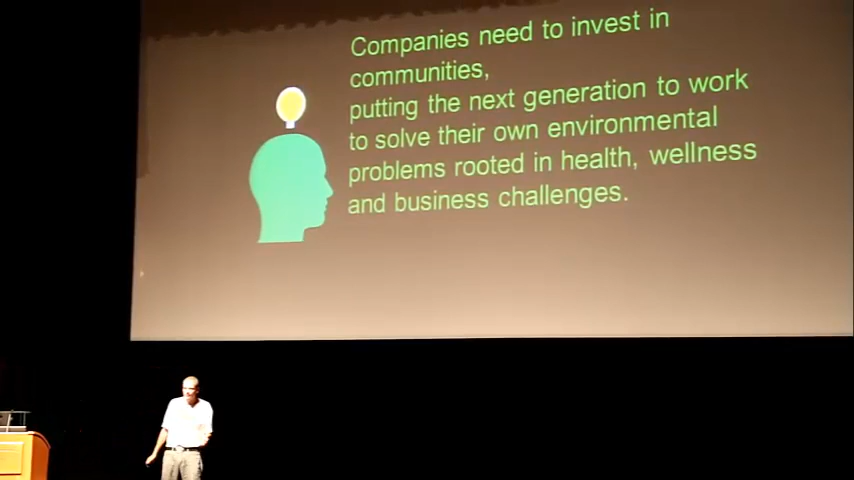 Companies need to invest in
communities,
putting the next generation to work
to solve their own environmental
problems rooted in health, wellness
and business challenges.